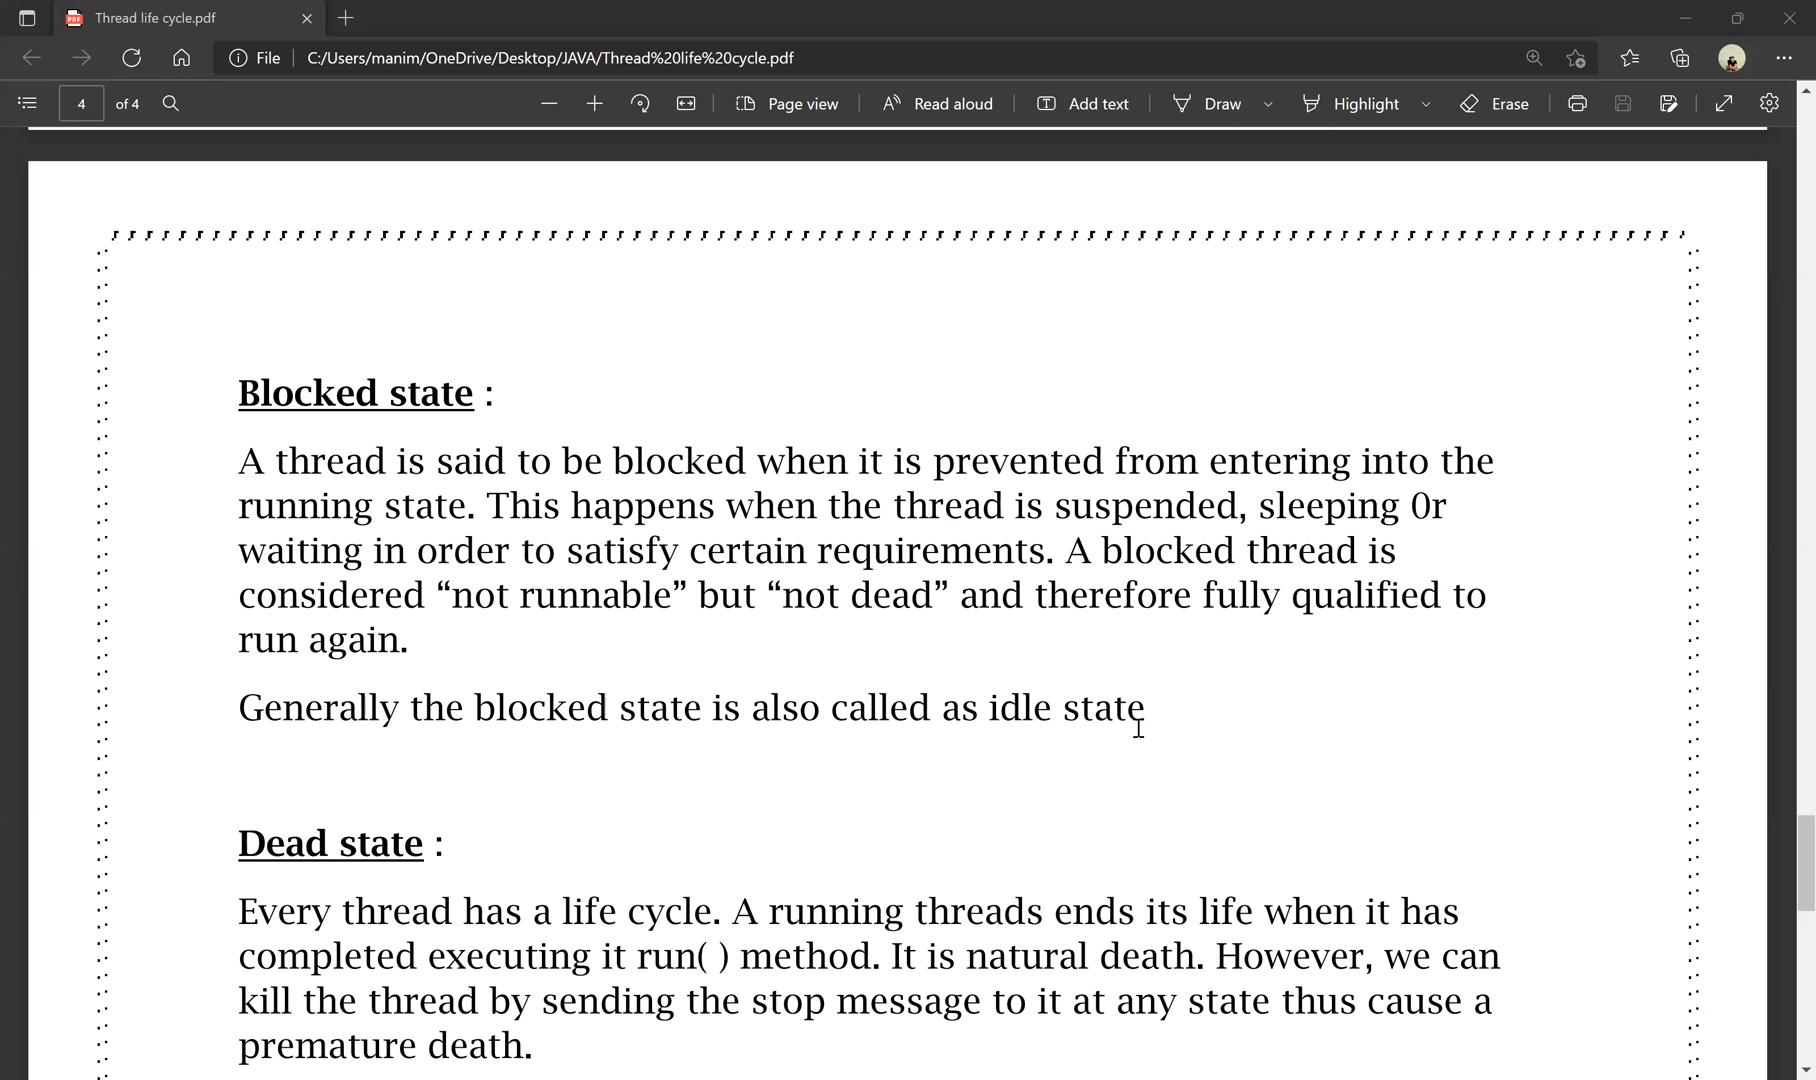 Thread life cycle.pdf
File C:/Users/manim/OneDrive/Desktop/JAVA/Thread%20life%20cycle.pdf
4 of 4 Page view Read aloud Add text Draw Highlight Erase
Blocked state :
A thread is said to be blocked when it is prevented from entering into the
running state. This happens when the thread is suspended, sleeping 0r
waiting in order to satisfy certain requirements. A blocked thread is
considered “not runnable” but “not dead” and therefore fully qualified to
run again.
Generally the blocked state is also called as idle state
Dead state :
Every thread has a life cycle. A running threads ends its life when it has
completed executing it run( ) method. It is natural death. However, we can
kill the thread by sending the stop message to it at any state thus cause a
premature death.